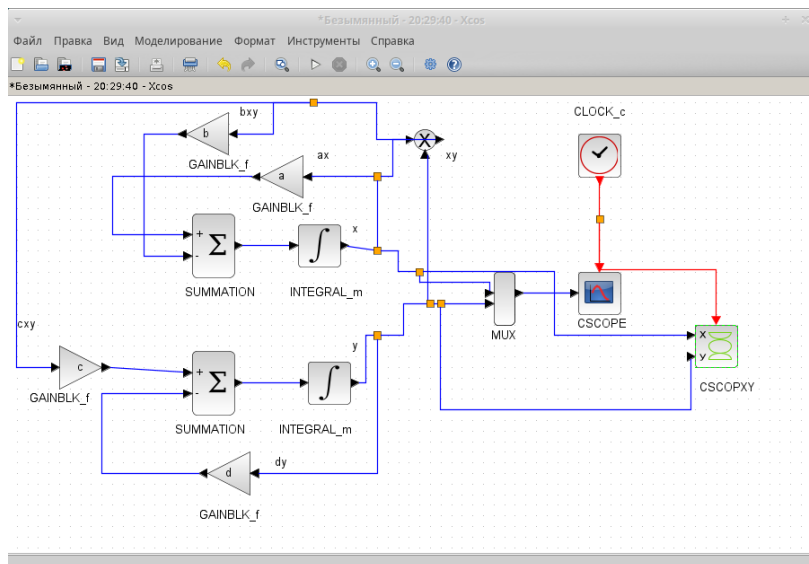 *Безымянный - 20:29:40 - Xcos
Файл Правка Вид Моделирование Формат Инструменты Справка
*Безымянный - 20:29:40 - Xcos
bxy
CLOCK_c
b
GAINBLK_f
xy
ax
a
GAINBLK_f
x
+
-
Σ
∫
SUMMATION
INTEGRAL_m
MUX
CSCOPE
cxy
x
y
CSCOPXY
y
c
GAINBLK_f
+
-
Σ
∫
SUMMATION
INTEGRAL_m
dy
d
GAINBLK_f